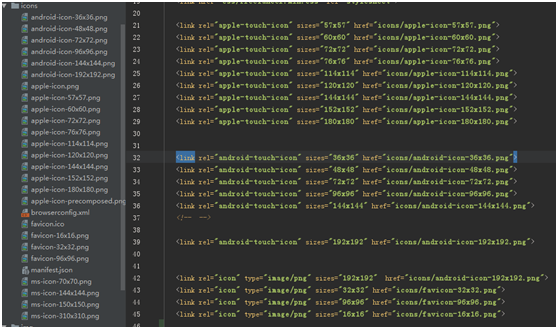 icons
android-icon-36x36.png
android-icon-48x48.png
android-icon-72x72.png
android-icon-96x96.png
android-icon-144x144.png
android-icon-192x192.png
apple-icon.png
apple-icon-57x57.png
apple-icon-60x60.png
apple-icon-72x72.png
apple-icon-76x76.png
apple-icon-114x114.png
apple-icon-120x120.png
apple-icon-144x144.png
apple-icon-152x152.png
apple-icon-180x180.png
apple-icon-precomposed.png
browserconfig.xml
favicon.ico
favicon-16x16.png
favicon-32x32.png
favicon-96x96.png
manifest.json
ms-icon-70x70.png
ms-icon-144x144.png
ms-icon-150x150.png
ms-icon-310x310.png
20
21 <link rel="apple-touch-icon" sizes="57x57" href="icons/apple-icon-57x57.png">
22 <link rel="apple-touch-icon" sizes="60x60" href="icons/apple-icon-60x60.png">
23 <link rel="apple-touch-icon" sizes="72x72" href="icons/apple-icon-72x72.png">
24 <link rel="apple-touch-icon" sizes="76x76" href="icons/apple-icon-76x76.png">
25 <link rel="apple-touch-icon" sizes="114x114" href="icons/apple-icon-114x114.png">
26 <link rel="apple-touch-icon" sizes="120x120" href="icons/apple-icon-120x120.png">
27 <link rel="apple-touch-icon" sizes="144x144" href="icons/apple-icon-144x144.png">
28 <link rel="apple-touch-icon" sizes="152x152" href="icons/apple-icon-152x152.png">
29 <link rel="apple-touch-icon" sizes="180x180" href="icons/apple-icon-180x180.png">
30
31
32 <link rel="android-touch-icon" sizes="36x36" href="icons/android-icon-36x36.png">
33 <link rel="android-touch-icon" sizes="48x48" href="icons/android-icon-48x48.png">
34 <link rel="android-touch-icon" sizes="72x72" href="icons/android-icon-72x72.png">
35 <link rel="android-touch-icon" sizes="96x96" href="icons/android-icon-96x96.png">
36 <link rel="android-touch-icon" sizes="144x144" href="icons/android-icon-144x144.png">
37 <!-- -->
38
39 <link rel="android-touch-icon" sizes="192x192" href="icons/android-icon-192x192.png">
40
41
42 <link rel="icon" type="image/png" sizes="192x192" href="icons/android-icon-192x192.png">
43 <link rel="icon" type="image/png" sizes="32x32" href="icons/favicon-32x32.png">
44 <link rel="icon" type="image/png" sizes="96x96" href="icons/favicon-96x96.png">
45 <link rel="icon" type="image/png" sizes="16x16" href="icons/favicon-16x16.png">
46